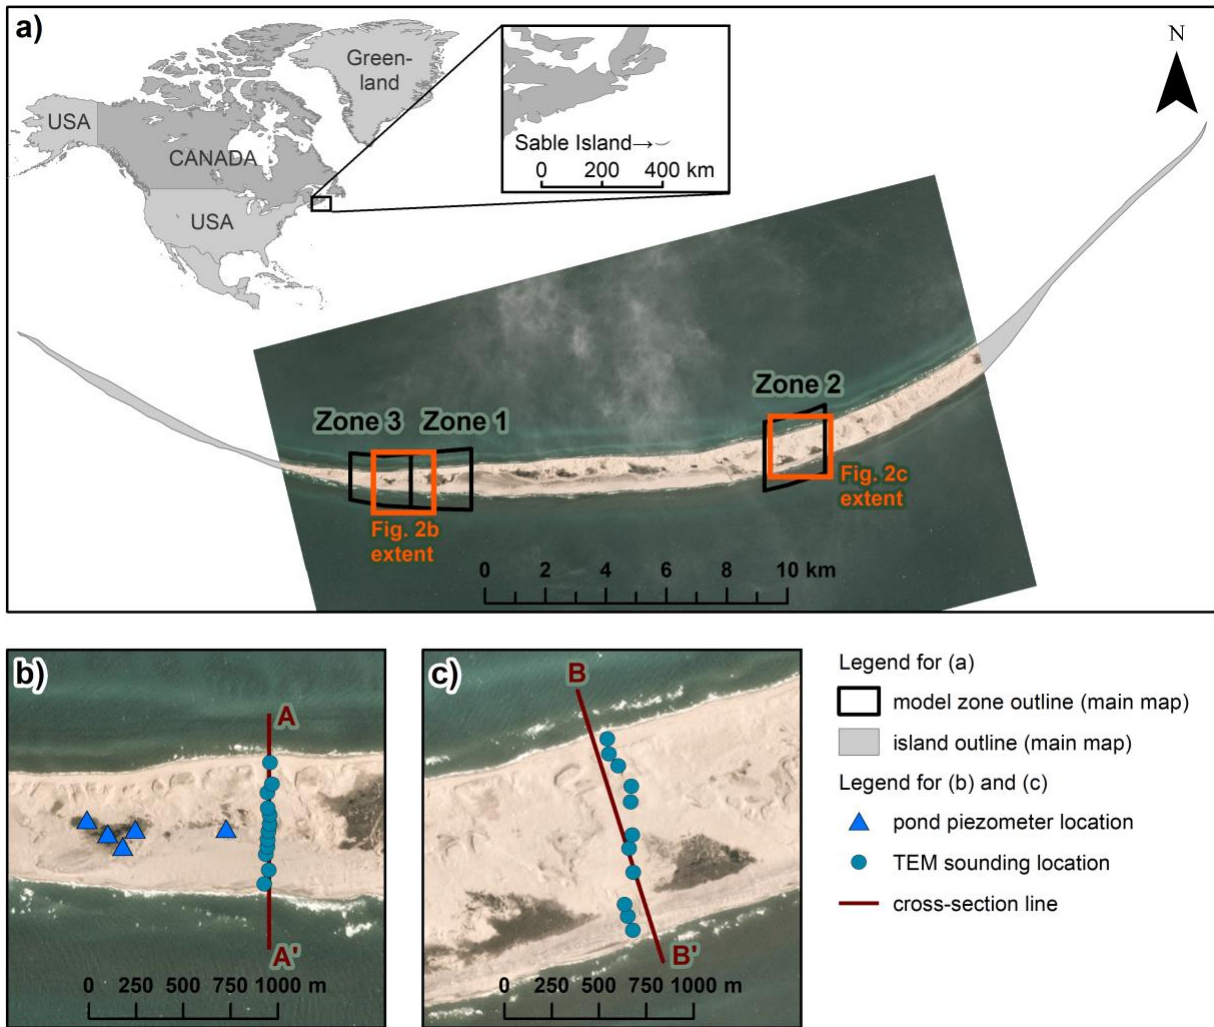 a)
N
Green-
land
USA
CANADA
USA
Sable Island→
0 200 400 km
Zone 3
Zone 1
Zone 2
Fig. 2b
extent
Fig. 2c
extent
0 2 4 6 8 10 km
b)
A
A'
0 250 500 750 1000 m
c)
B
B'
0 250 500 750 1000 m
Legend for (a)
model zone outline (main map)
island outline (main map)
Legend for (b) and (c)
pond piezometer location
TEM sounding location
cross-section line